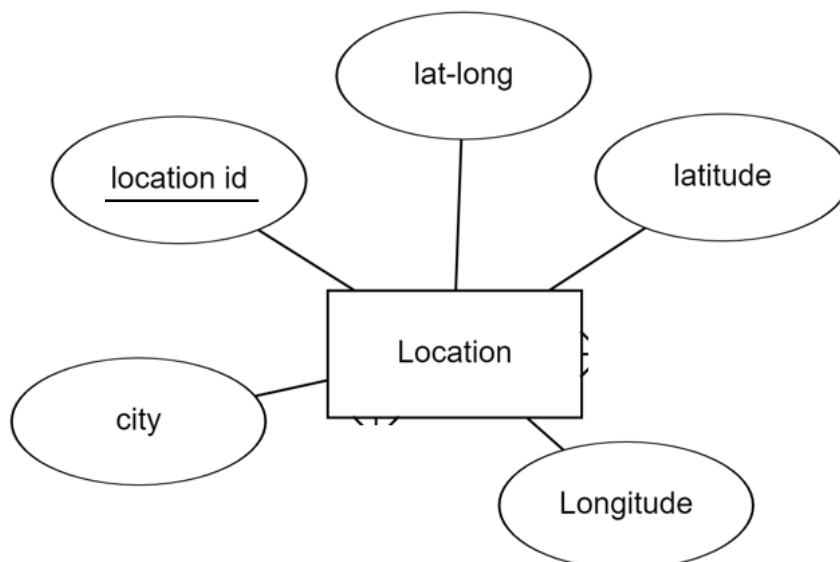 lat-long
location id
latitude
Location
city
Longitude